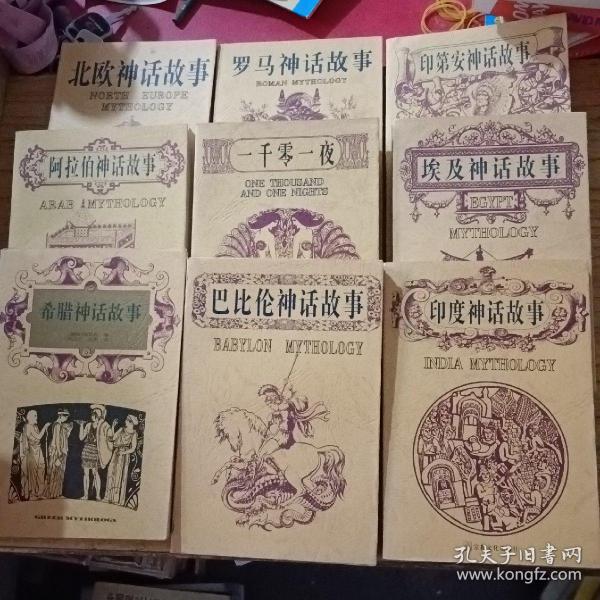 北欧神话故事
NORTH EUROPE
MYTHOLOGY
罗马神话故事
ROMAN MYTHOLOGY
印第安神话故事
阿拉伯神话故事
ARAB MYTHOLOGY
一千零一夜
ONE THOUSAND
AND ONE NIGHTS
埃及神话故事
EGYPT
MYTHOLOGY
希腊神话故事
GREEK MYTHROGA
巴比伦神话故事
BABYLON MYTHOLOGY
印度神话故事
INDIA MYTHOLOGY
孔夫子旧书网
www.kongfz.com